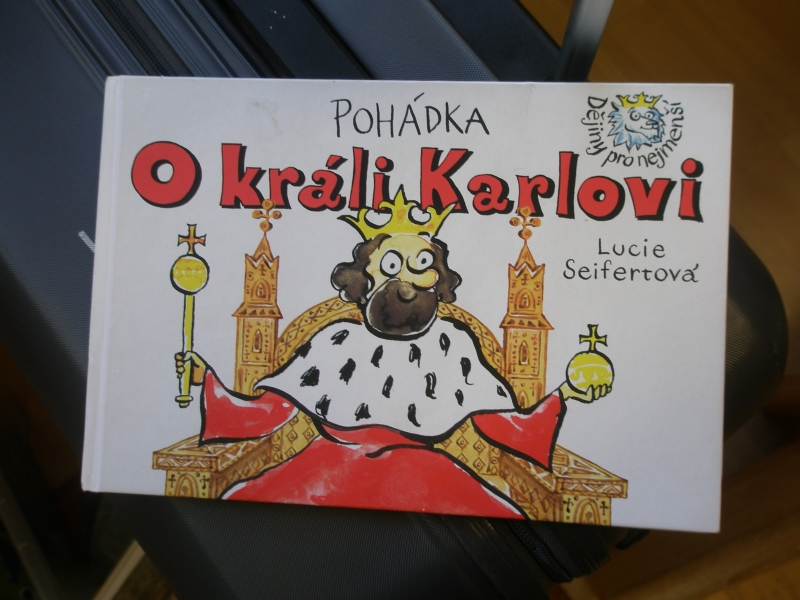 POHÁDKA
O králi Karlovi
Dějiny pro nejmenší
Lucie
Seifertová